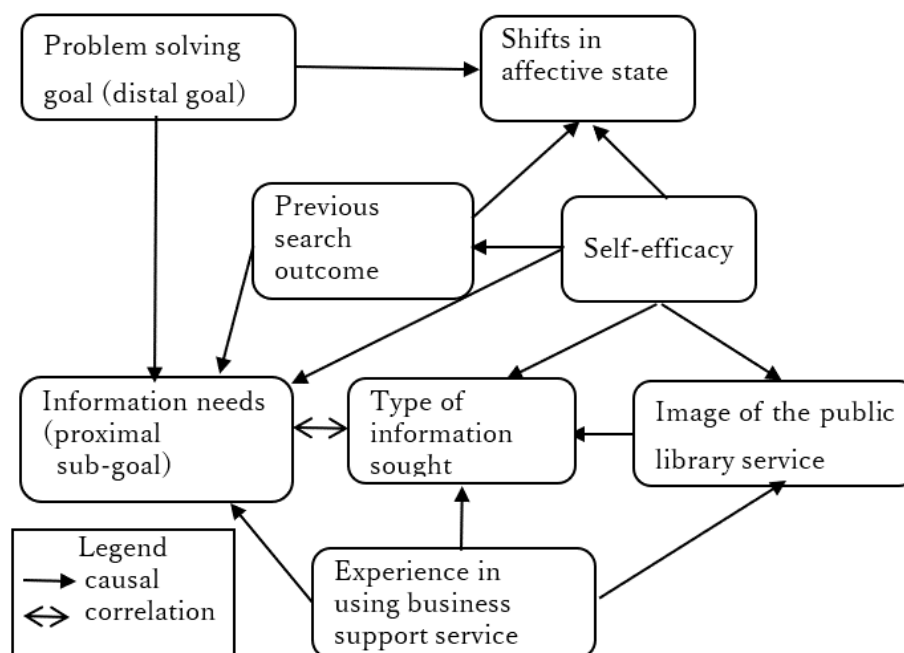 Problem solving
goal (distal goal)
Shifts in
affective state
Previous
search
outcome
Self-efficacy
Information needs
(proximal
sub-goal)
Type of
information
sought
Image of the public
library service
Legend
causal
correlation
Experience in
using business
support service